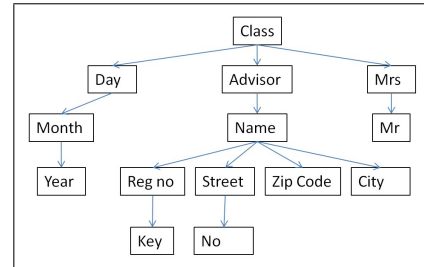 Class
Day Advisor Mrs
Month Name Mr
Year Reg no Street Zip Code City
Key No